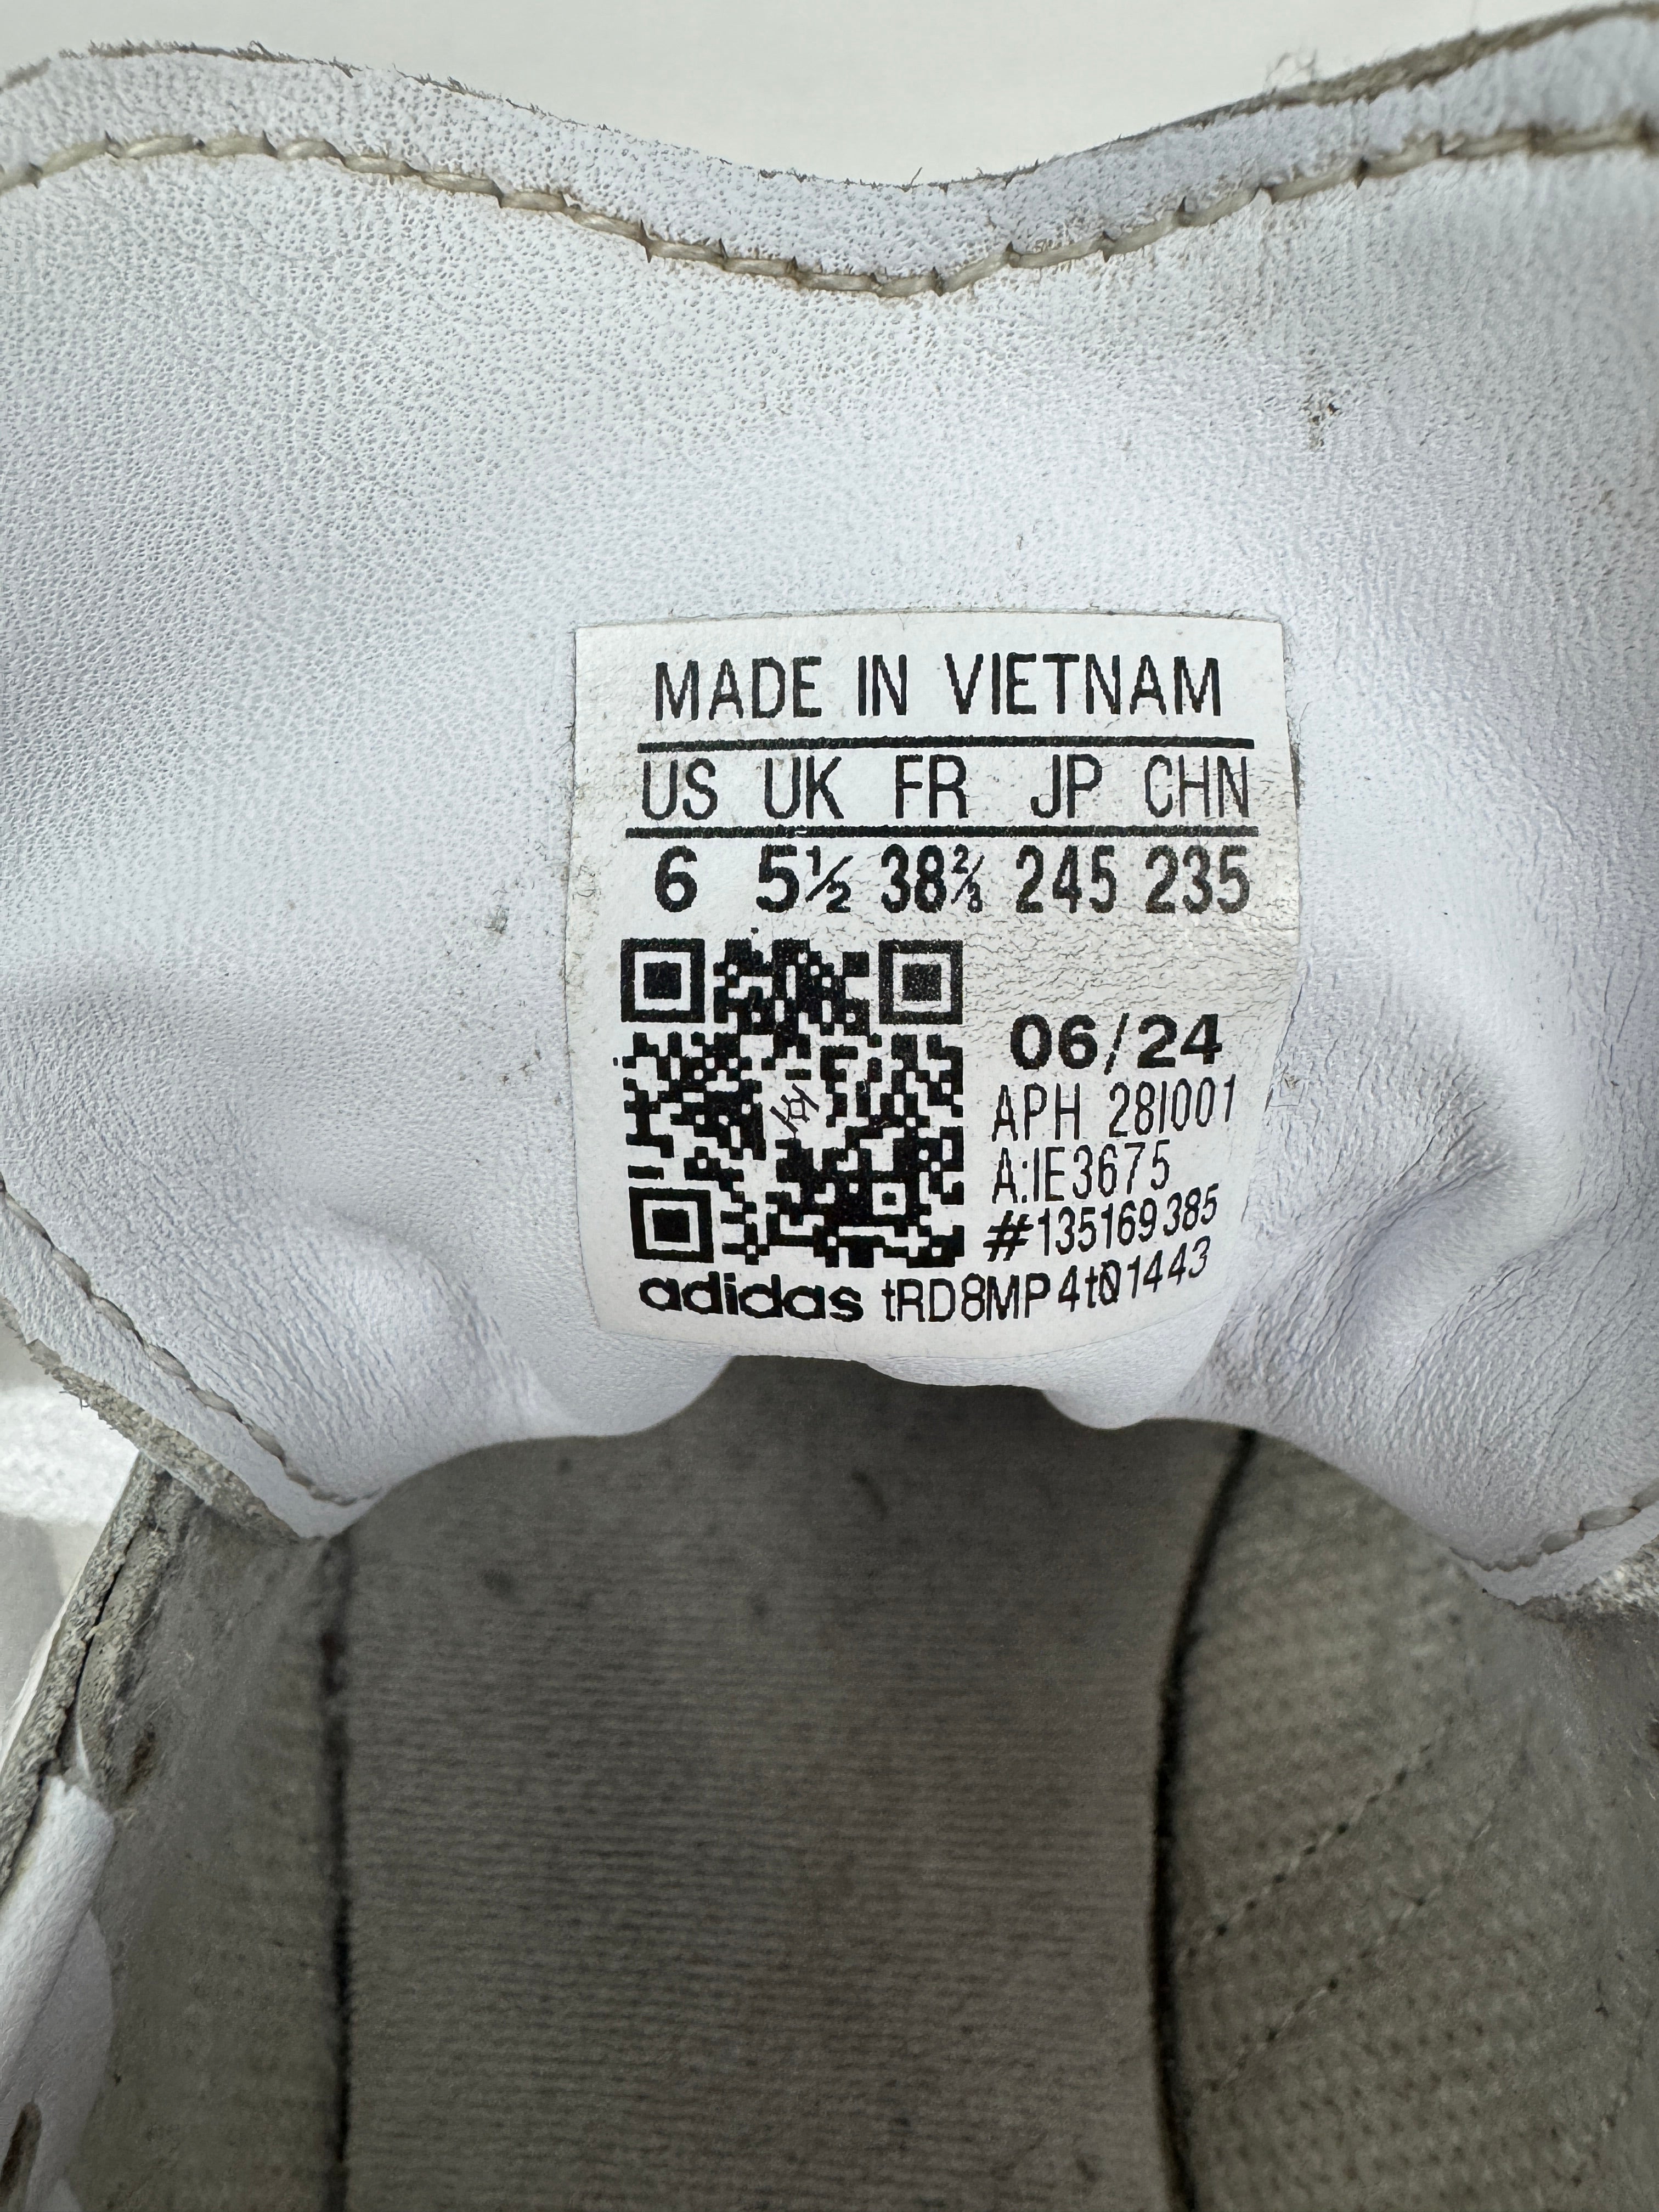 MADE IN VIETNAM
US UK FR JP CHN
6 5½ 38⅔ 245 235
06/24
APH 28I001
A:IE3675
#135169385
adidas tRD8MP4tQ1443